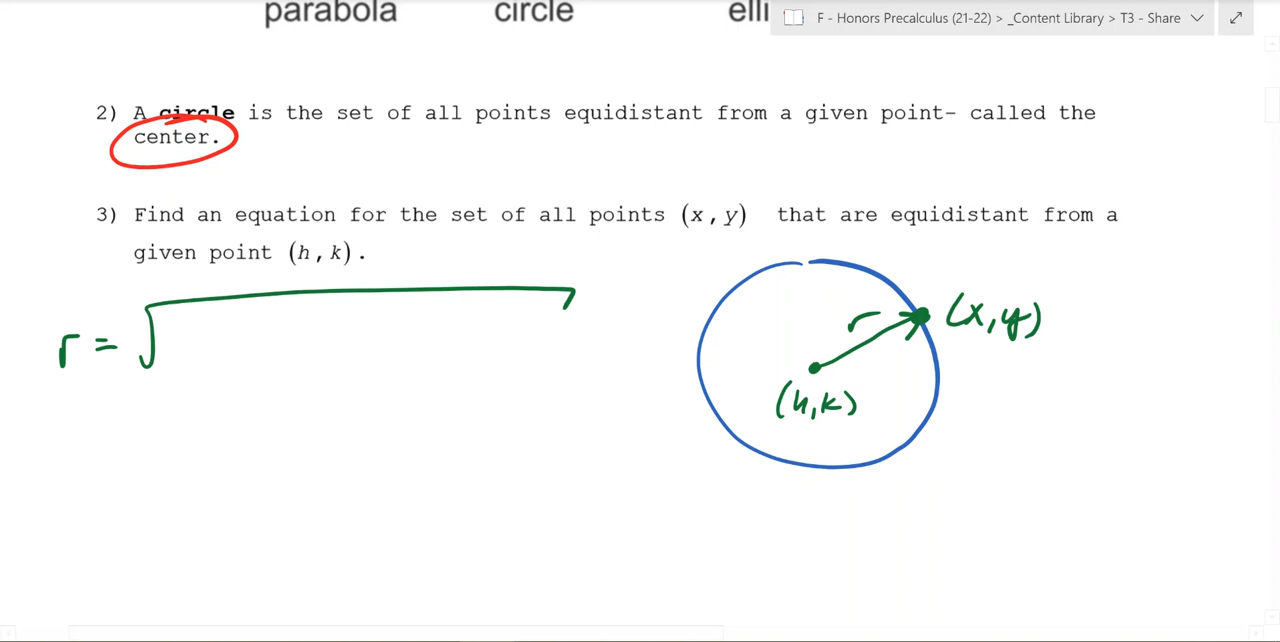 parabola circle elli
F - Honors Precalculus (21-22) > _Content Library > T3 - Share
2) A circle is the set of all points equidistant from a given point- called the
center.
3) Find an equation for the set of all points (x, y) that are equidistant from a
given point (h, k).
r = √
r (x, y)
(h, k)